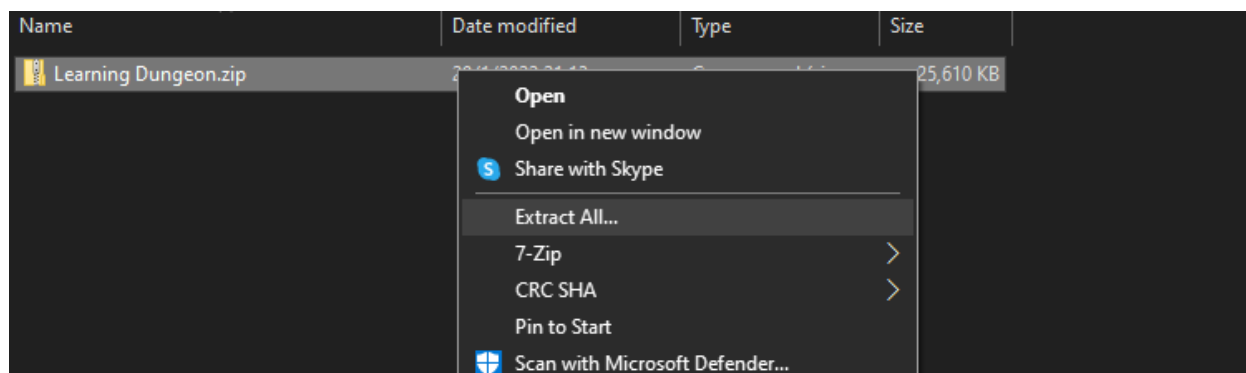 Name Date modified Type Size
Learning Dungeon.zip 25,610 KB
Open
Open in new window
Share with Skype
Extract All...
7-Zip
CRC SHA
Pin to Start
Scan with Microsoft Defender...